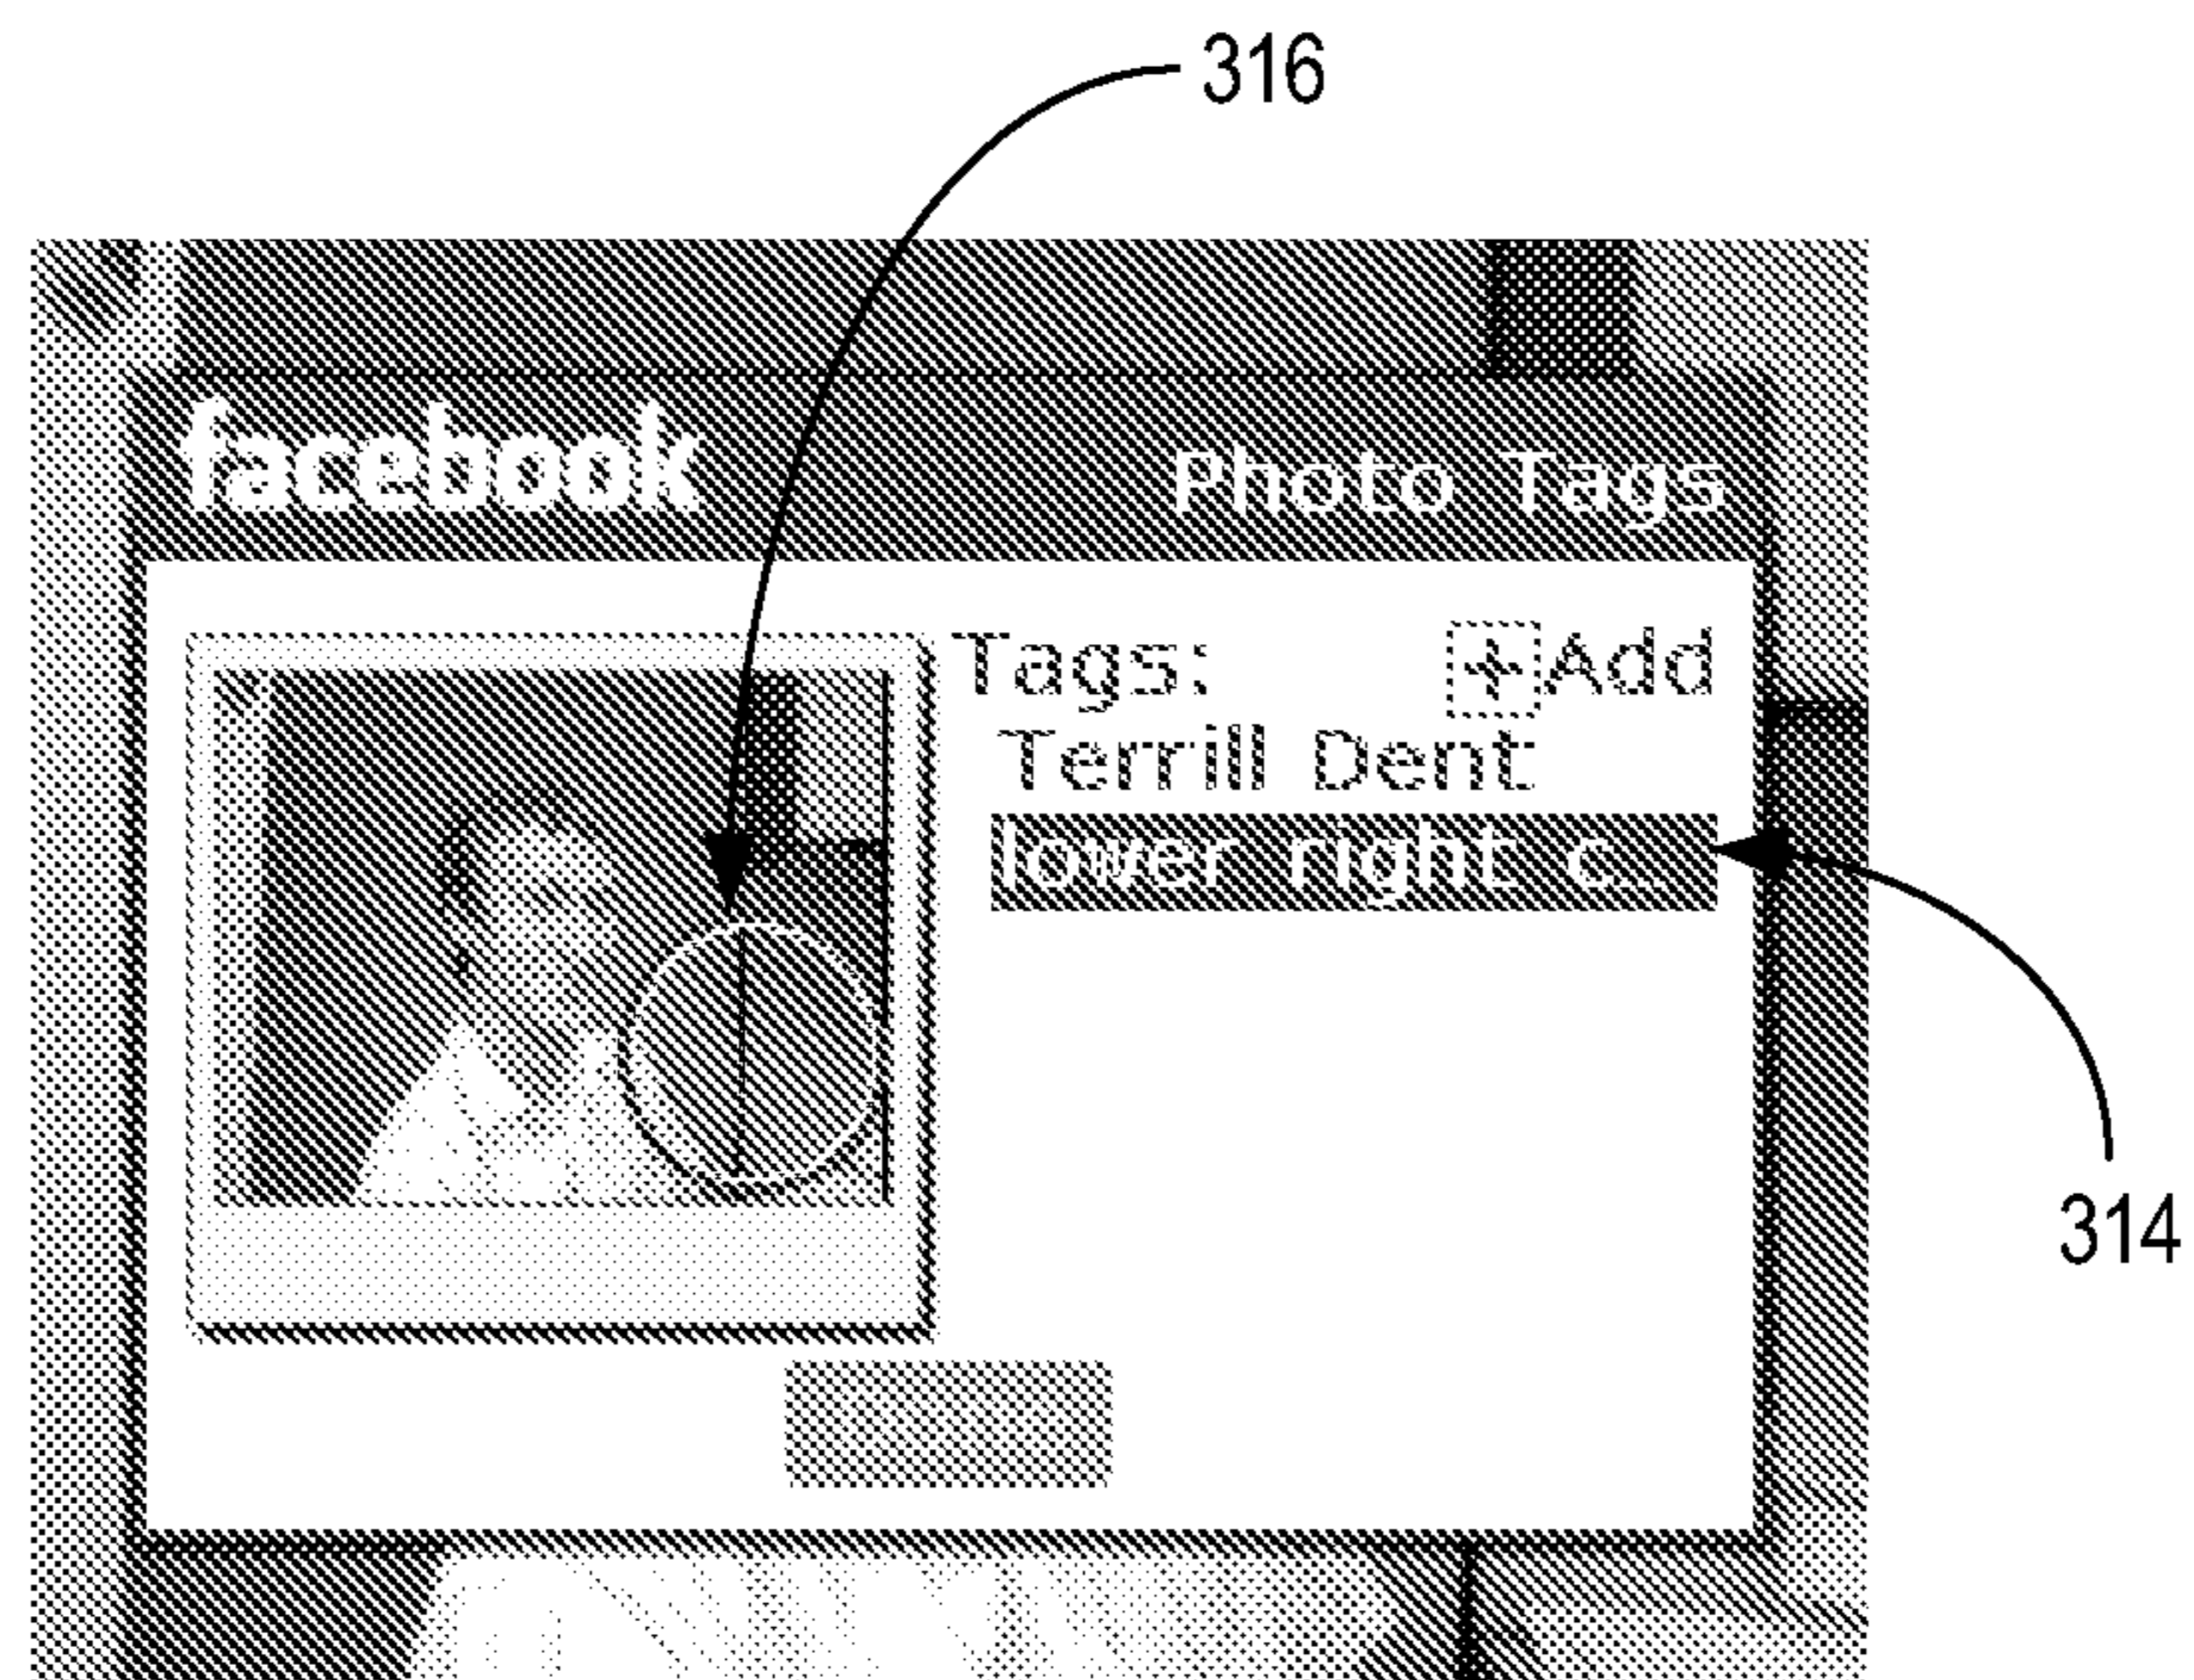 316
facebook
Photo Tags
Tags:
+ Add
Terrill Dent
lower right c...
314